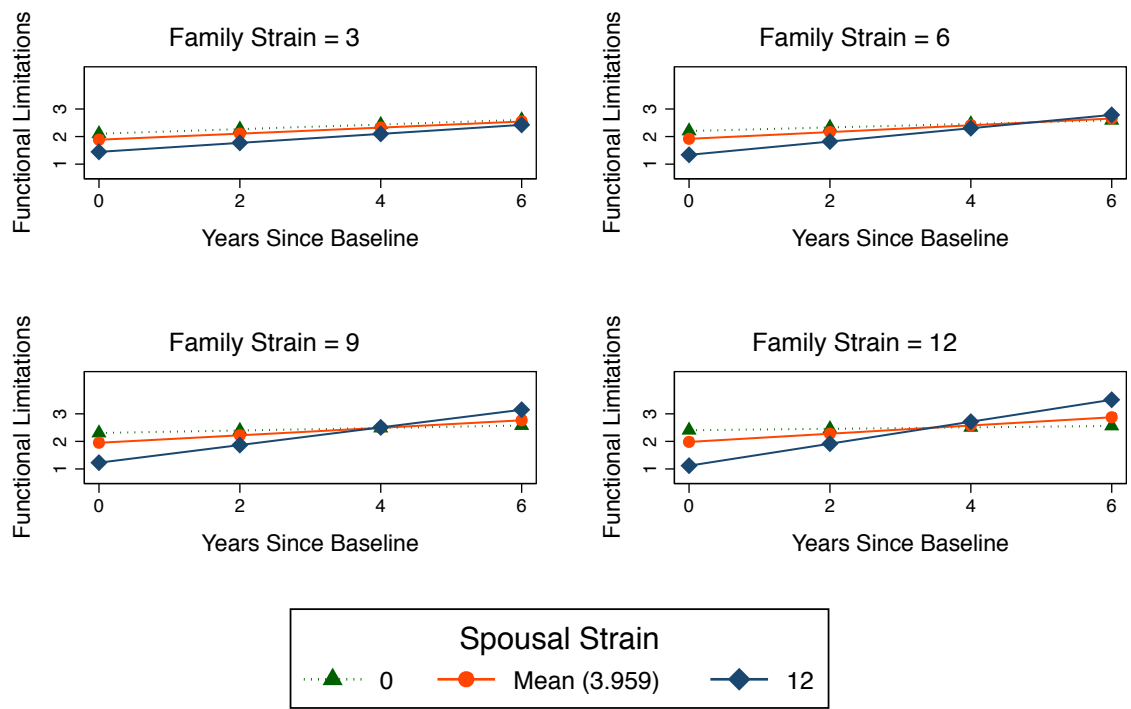 Family Strain = 3
Functional Limitations
3
2
1
0 2 4 6
Years Since Baseline
Family Strain = 6
Functional Limitations
3
2
1
0 2 4 6
Years Since Baseline
Family Strain = 9
Functional Limitations
3
2
1
0 2 4 6
Years Since Baseline
Family Strain = 12
Functional Limitations
3
2
1
0 2 4 6
Years Since Baseline
Spousal Strain
0 Mean (3.959) 12